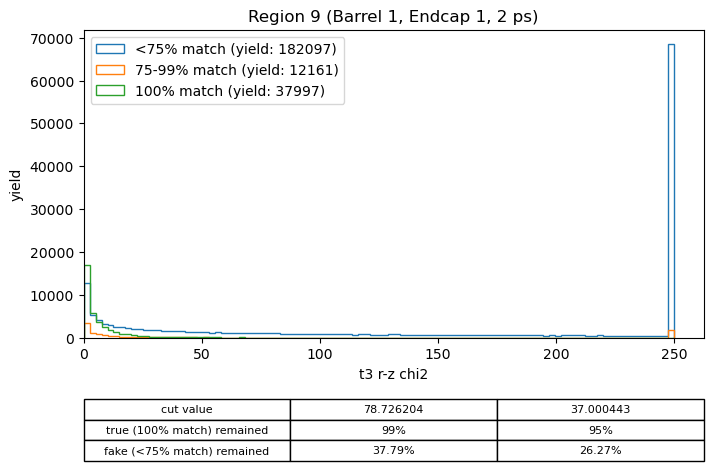 Region 9 (Barrel 1, Endcap 1, 2 ps)
<75% match (yield: 182097)
75-99% match (yield: 12161)
100% match (yield: 37997)
70000
60000
50000
40000
30000
20000
10000
0
yield
0 50 100 150 200 250
t3 r-z chi2
cut value 78.726204 37.000443
true (100% match) remained 99% 95%
fake (<75% match) remained 37.79% 26.27%